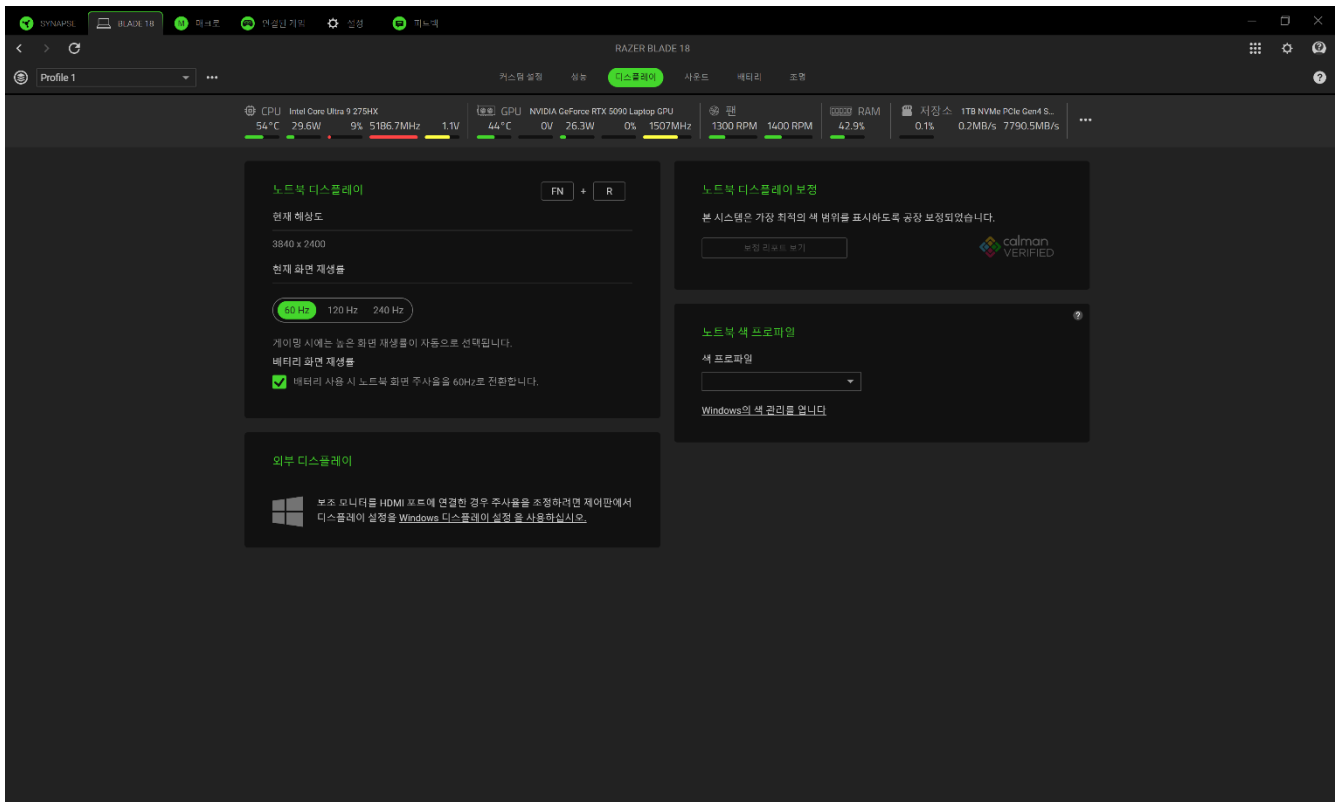 SYNAPSE BLADE 18 매크로 연결된 기기 설정 피드백
RAZER BLADE 18
Profile 1
커스텀 설정 성능 디스플레이 사운드 배터리 조명
CPU Intel Core Ultra 9 275HX
54°C 29.6W 9% 5186.7MHz 1.1V
GPU NVIDIA GeForce RTX 5090 Laptop GPU
44°C 0V 26.3W 0% 1507MHz
팬
1300 RPM 1400 RPM
RAM
42.9%
저장소 1TB NVMe PCIe Gen4 S...
0.1% 0.2MB/s 7790.5MB/s
노트북 디스플레이
FN + R
현재 해상도
3840 x 2400
현재 화면 재생률
60 Hz 120 Hz 240 Hz
게이밍 시에는 높은 화면 재생률이 자동으로 선택됩니다.
배터리 화면 재생률
배터리 사용 시 노트북 화면 주사율을 60Hz로 전환합니다.
외부 디스플레이
보조 모니터를 HDMI 포트에 연결한 경우 주사율을 조정하려면 제어판에서
디스플레이 설정을 Windows 디스플레이 설정 을 사용하십시오.
노트북 디스플레이 보정
본 시스템은 가장 최적의 색 범위를 표시하도록 공장 보정되었습니다.
보정 리포트 보기
calman
VERIFIED
노트북 색 프로파일
색 프로파일
Windows의 색 관리를 엽니다